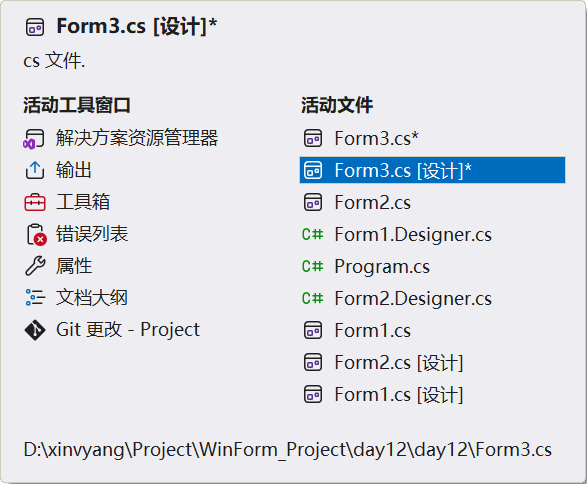 Form3.cs [设计]*
cs 文件.
活动工具窗口
解决方案资源管理器
输出
工具箱
错误列表
属性
文档大纲
Git 更改 - Project
活动文件
Form3.cs*
Form3.cs [设计]*
Form2.cs
C# Form1.Designer.cs
C# Program.cs
C# Form2.Designer.cs
Form1.cs
Form2.cs [设计]
Form1.cs [设计]
D:\xinvyang\Project\WinForm_Project\day12\day12\Form3.cs